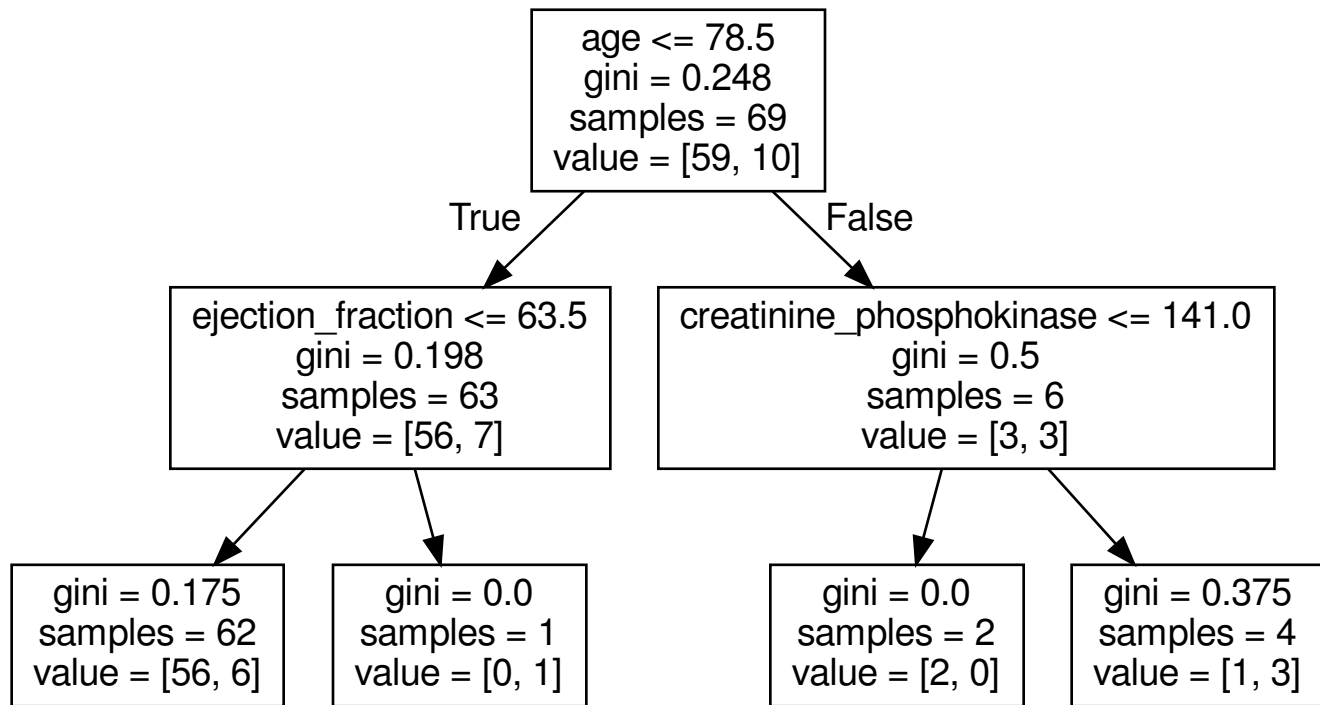 age <= 78.5
gini = 0.248
samples = 69
value = [59, 10]
True
False
ejection_fraction <= 63.5
gini = 0.198
samples = 63
value = [56, 7]
creatinine_phosphokinase <= 141.0
gini = 0.5
samples = 6
value = [3, 3]
gini = 0.175
samples = 62
value = [56, 6]
gini = 0.0
samples = 1
value = [0, 1]
gini = 0.0
samples = 2
value = [2, 0]
gini = 0.375
samples = 4
value = [1, 3]